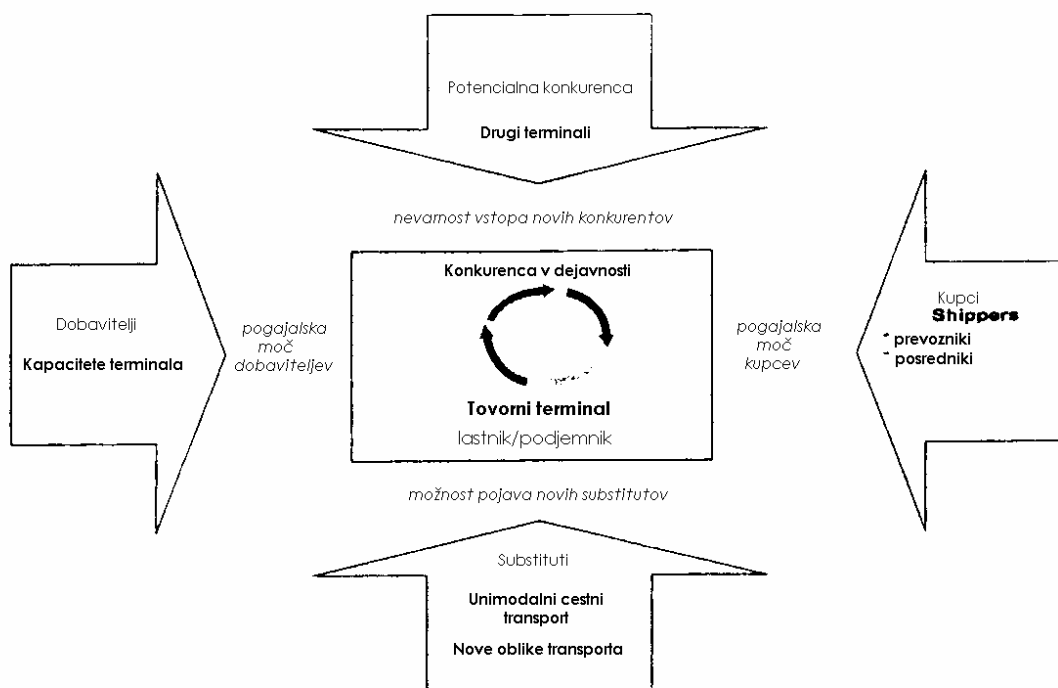 Potencialna konkurenca
Drugi terminali
nevarnost vstopa novih konkurentov
Dobavitelji
Kapacitete terminala
pogajalska
moč
dobaviteljev
Konkurenca v dejavnosti
Tovorni terminal
lastnik/podjemnik
pogajalska
moč
kupcev
Kupci
Shippers
* prevozniki
* posredniki
možnost pojava novih substitutov
Substituti
Unimodalni cestni
transport
Nove oblike transporta